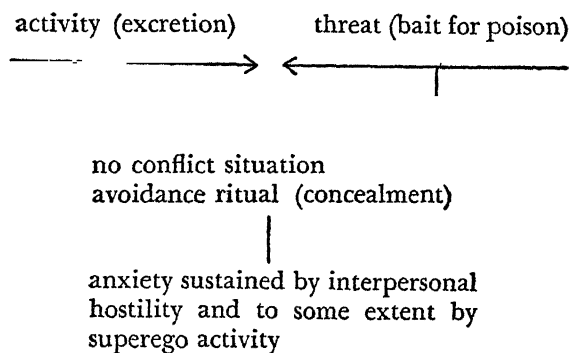 activity (excretion) threat (bait for poison)
no conflict situation
avoidance ritual (concealment)
anxiety sustained by interpersonal
hostility and to some extent by
superego activity